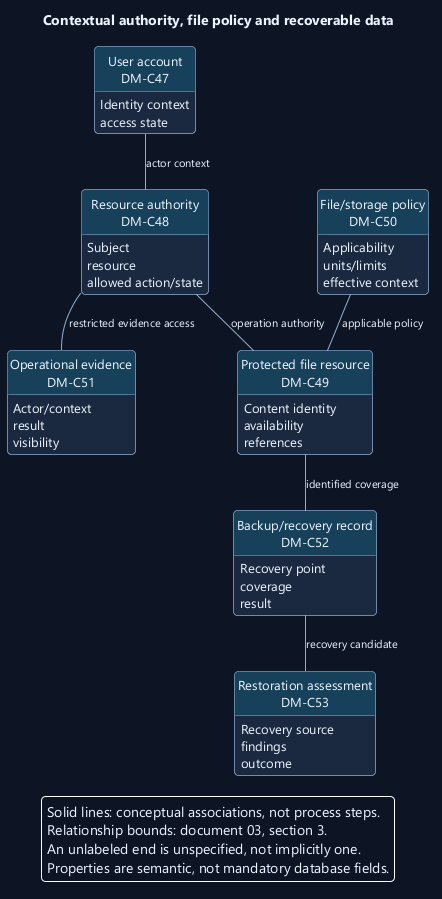 Contextual authority, file policy and recoverable data
User account
DM-C47
Identity context
access state
actor context
Resource authority
DM-C48
Subject
resource
allowed action/state
File/storage policy
DM-C50
Applicability
units/limits
effective context
restricted evidence access
operation authority
applicable policy
Operational evidence
DM-C51
Actor/context
result
visibility
Protected file resource
DM-C49
Content identity
availability
references
identified coverage
Backup/recovery record
DM-C52
Recovery point
coverage
result
recovery candidate
Restoration assessment
DM-C53
Recovery source
findings
outcome
Solid lines: conceptual associations, not process steps.
Relationship bounds: document 03, section 3.
An unlabeled end is unspecified, not implicitly one.
Properties are semantic, not mandatory database fields.